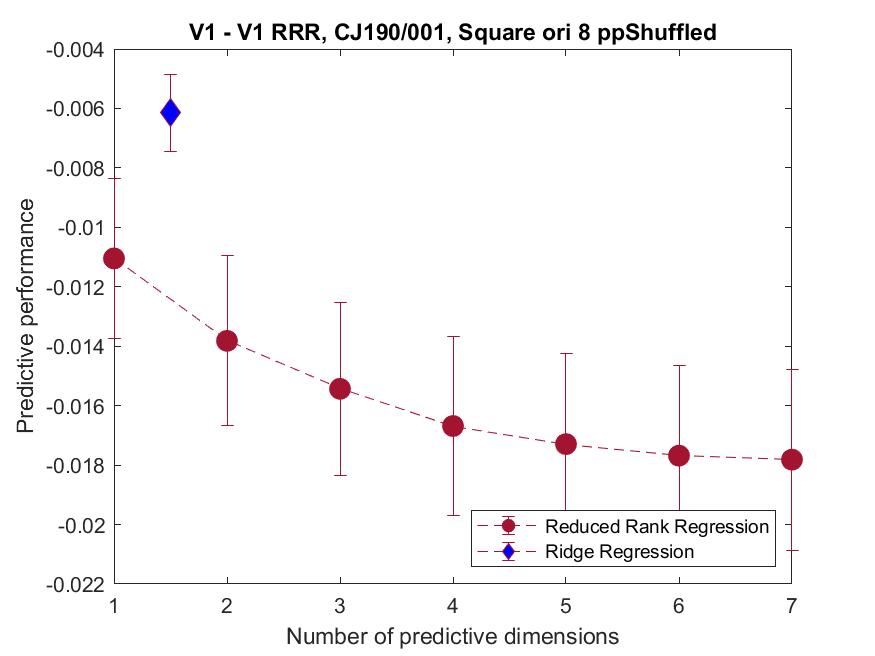 V1 - V1 RRR, CJ190/001, Square ori 8 ppShuffled
-0.004
-0.006
-0.008
-0.01
-0.012
-0.014
-0.016
-0.018
-0.02
-0.022
Predictive performance
Reduced Rank Regression
Ridge Regression
1 2 3 4 5 6 7
Number of predictive dimensions